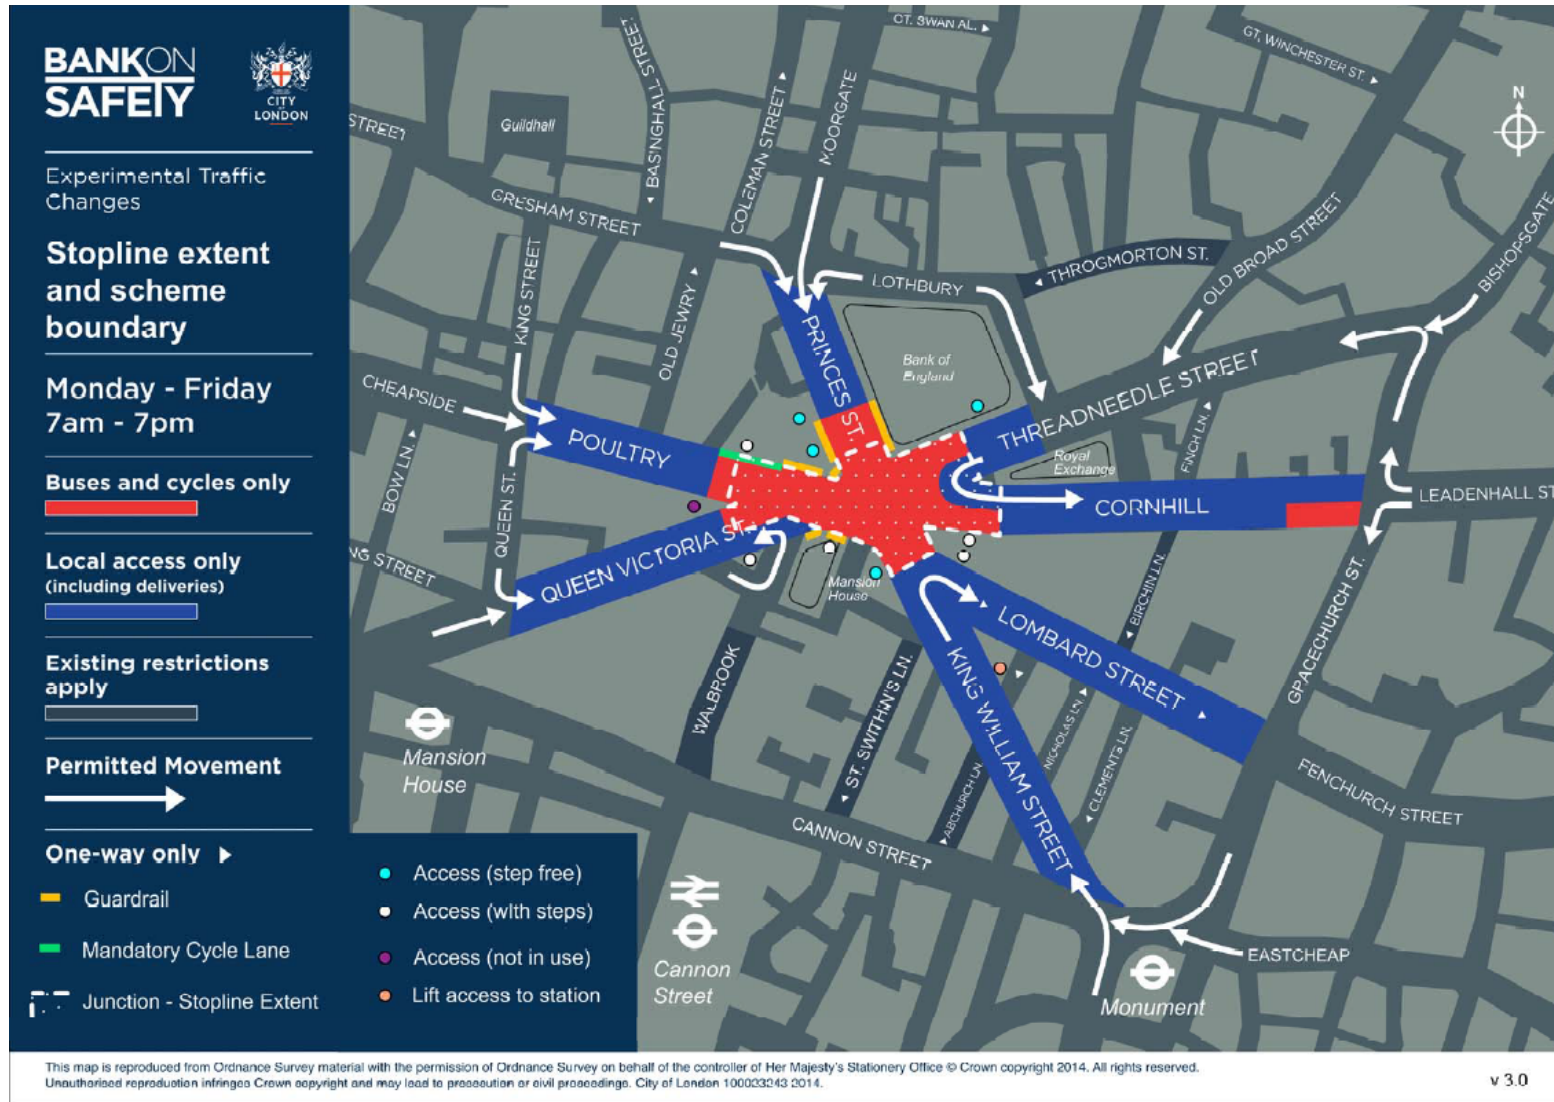 BANK ON
SAFETY
CITY
LONDON
Experimental Traffic
Changes
Stopline extent
and scheme
boundary
Monday - Friday
7am - 7pm
Buses and cycles only
Local access only
(including deliveries)
Existing restrictions
apply
Permitted Movement
One-way only
Guardrail
Mandatory Cycle Lane
Junction - Stopline Extent
Access (step free)
Access (with steps)
Access (not in use)
Lift access to station
STREET
Guildhall
BASINGHALL STREET
COLEMAN STREET
MOORGATE
GT. SWAN AL.
GT. WINCHESTER ST.
N
GRESHAM STREET
KING STREET
OLD JEWRY
LOTHBURY
THROGMORTON ST.
OLD BROAD STREET
BISHOPSGATE
CHEAPSIDE
PRINCES ST.
Bank of
England
THREADNEEDLE STREET
BOW LN.
POULTRY
Royal
Exchange
FINCH LN.
CORNHILL
LEADENHALL ST
QUEEN ST.
QUEEN VICTORIA ST.
NG STREET
Mansion
House
LOMBARD STREET
BIRCHIN LN.
GRACECHURCH ST.
WALBROOK
ST. SWITHIN'S LN.
KING WILLIAM STREET
NICHOLAS LN.
CLEMENTS LN.
ABCHURCH LN.
FENCHURCH STREET
Mansion
House
CANNON STREET
Cannon
Street
EASTCHEAP
Monument
This map is reproduced from Ordnance Survey material with the permission of Ordnance Survey on behalf of the controller of Her Majesty's Stationery Office © Crown copyright 2014. All rights reserved.
Unauthorised reproduction infringes Crown copyright and may lead to prosecution or civil proceedings. City of London 100023243 2014.
v 3.0